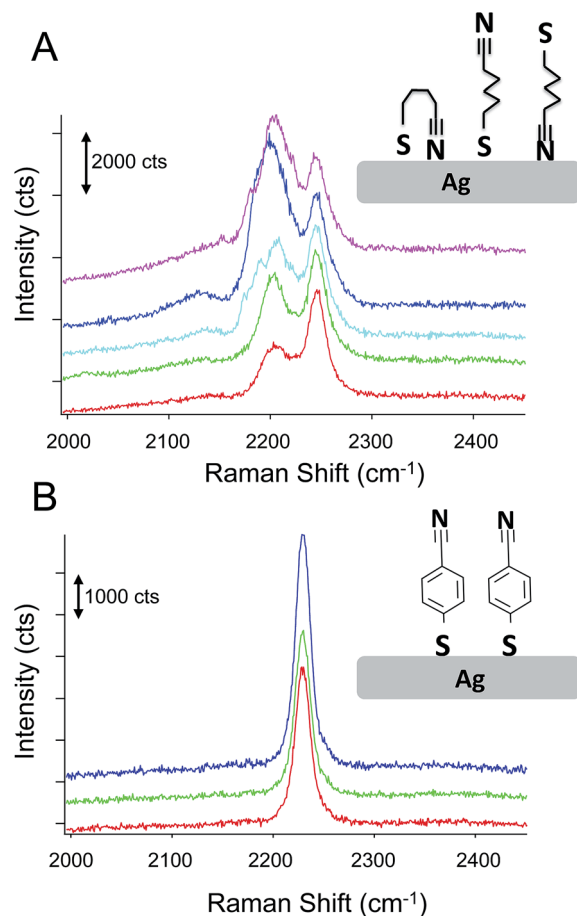 A
N
S
2000 cts
S N S N
Ag
Intensity (cts)
2000 2100 2200 2300 2400
Raman Shift (cm-1)
B
N N
1000 cts
S S
Ag
Intensity (cts)
2000 2100 2200 2300 2400
Raman Shift (cm-1)